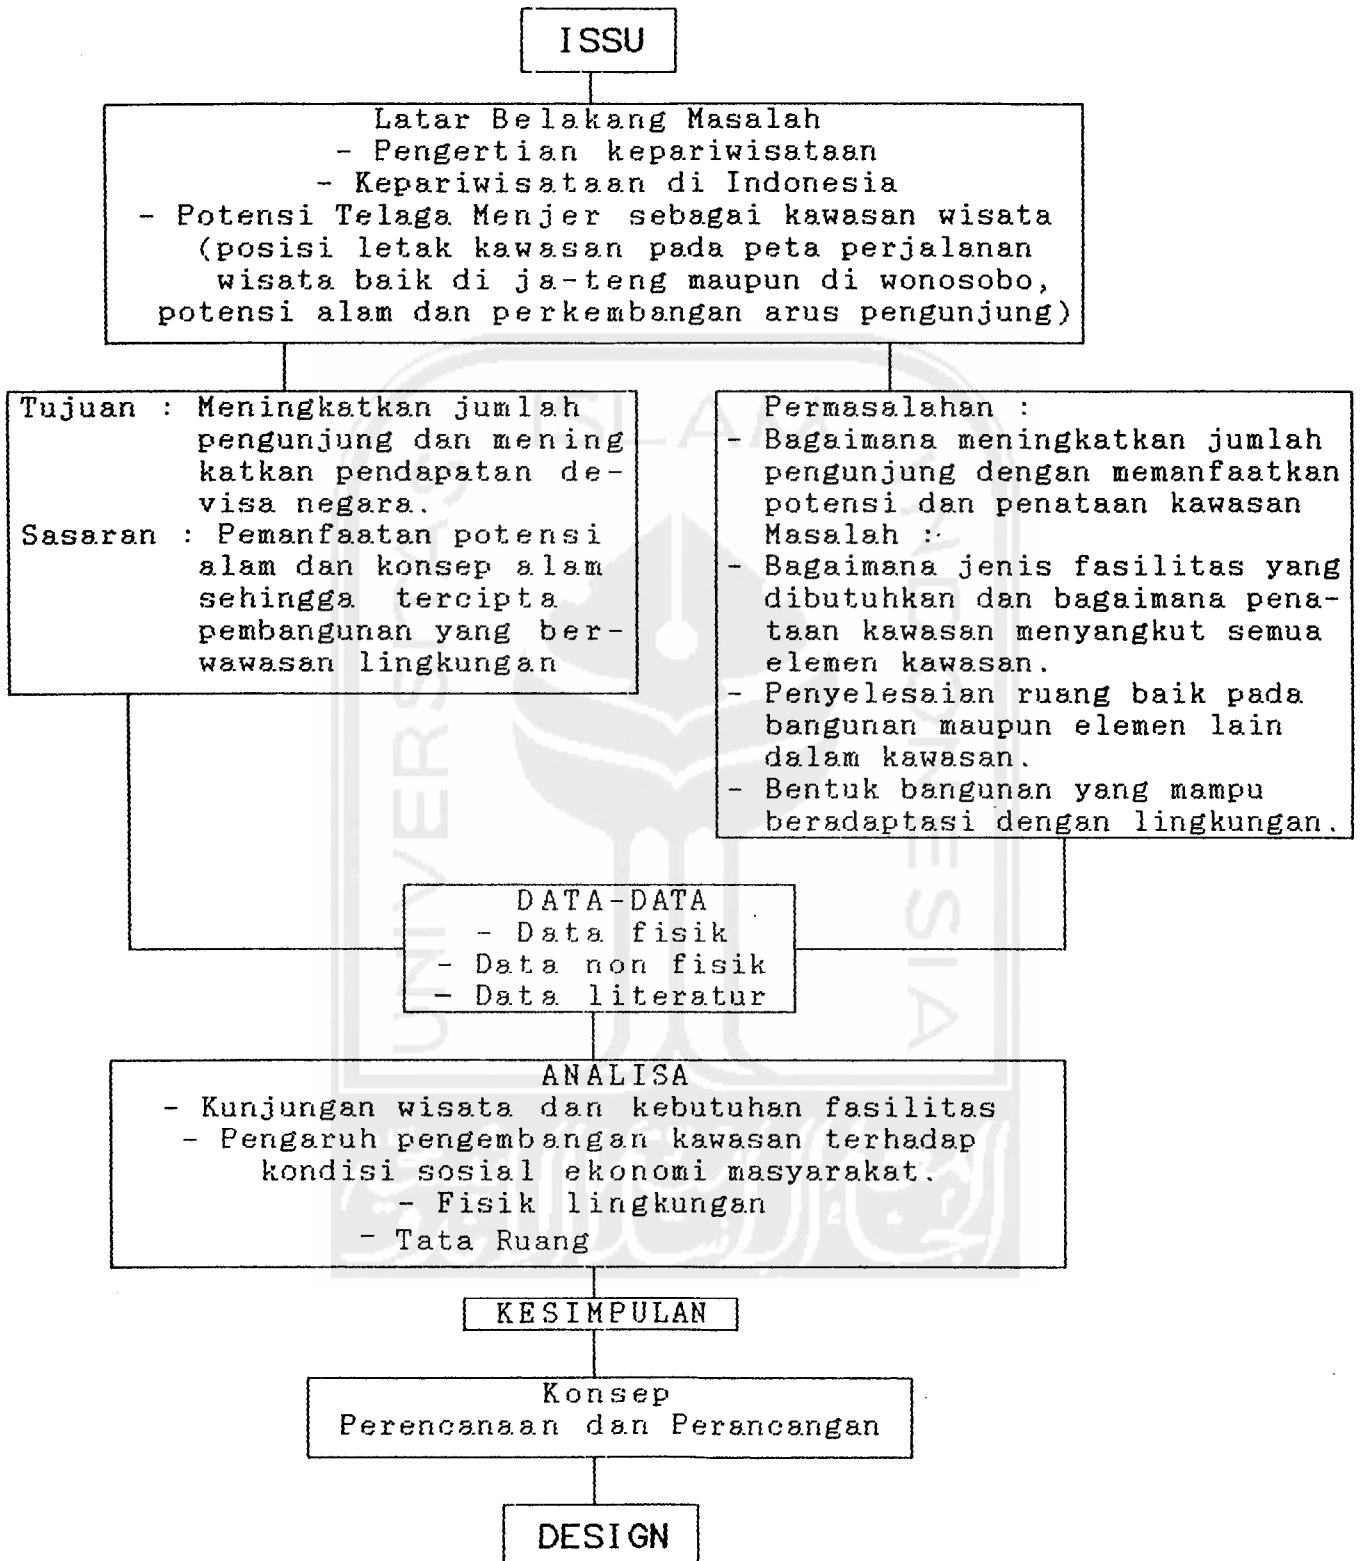 ISSU
Latar Belakang Masalah
- Pengertian kepariwisataan
- Kepariwisataan di Indonesia
- Potensi Telaga Menjer sebagai kawasan wisata
(posisi letak kawasan pada peta perjalanan
wisata baik di ja-teng maupun di wonosobo,
potensi alam dan perkembangan arus pengunjung)
Tujuan : Meningkatkan jumlah
pengunjung dan mening
katkan pendapatan de-
visa negara.
Sasaran : Pemanfaatan potensi
alam dan konsep alam
sehingga tercipta
pembangunan yang ber-
wawasan lingkungan
Permasalahan :
- Bagaimana meningkatkan jumlah
pengunjung dengan memanfaatkan
potensi dan penataan kawasan
Masalah :
- Bagaimana jenis fasilitas yang
dibutuhkan dan bagaimana pena-
taan kawasan menyangkut semua
elemen kawasan.
- Penyelesaian ruang baik pada
bangunan maupun elemen lain
dalam kawasan.
- Bentuk bangunan yang mampu
beradaptasi dengan lingkungan.
DATA-DATA
- Data fisik
- Data non fisik
- Data literatur
ANALISA
- Kunjungan wisata dan kebutuhan fasilitas
- Pengaruh pengembangan kawasan terhadap
kondisi sosial ekonomi masyarakat.
- Fisik lingkungan
- Tata Ruang
KESIMPULAN
Konsep
Perencanaan dan Perancangan
DESIGN
UNIVERSITAS
ISLAM
INDONESIA